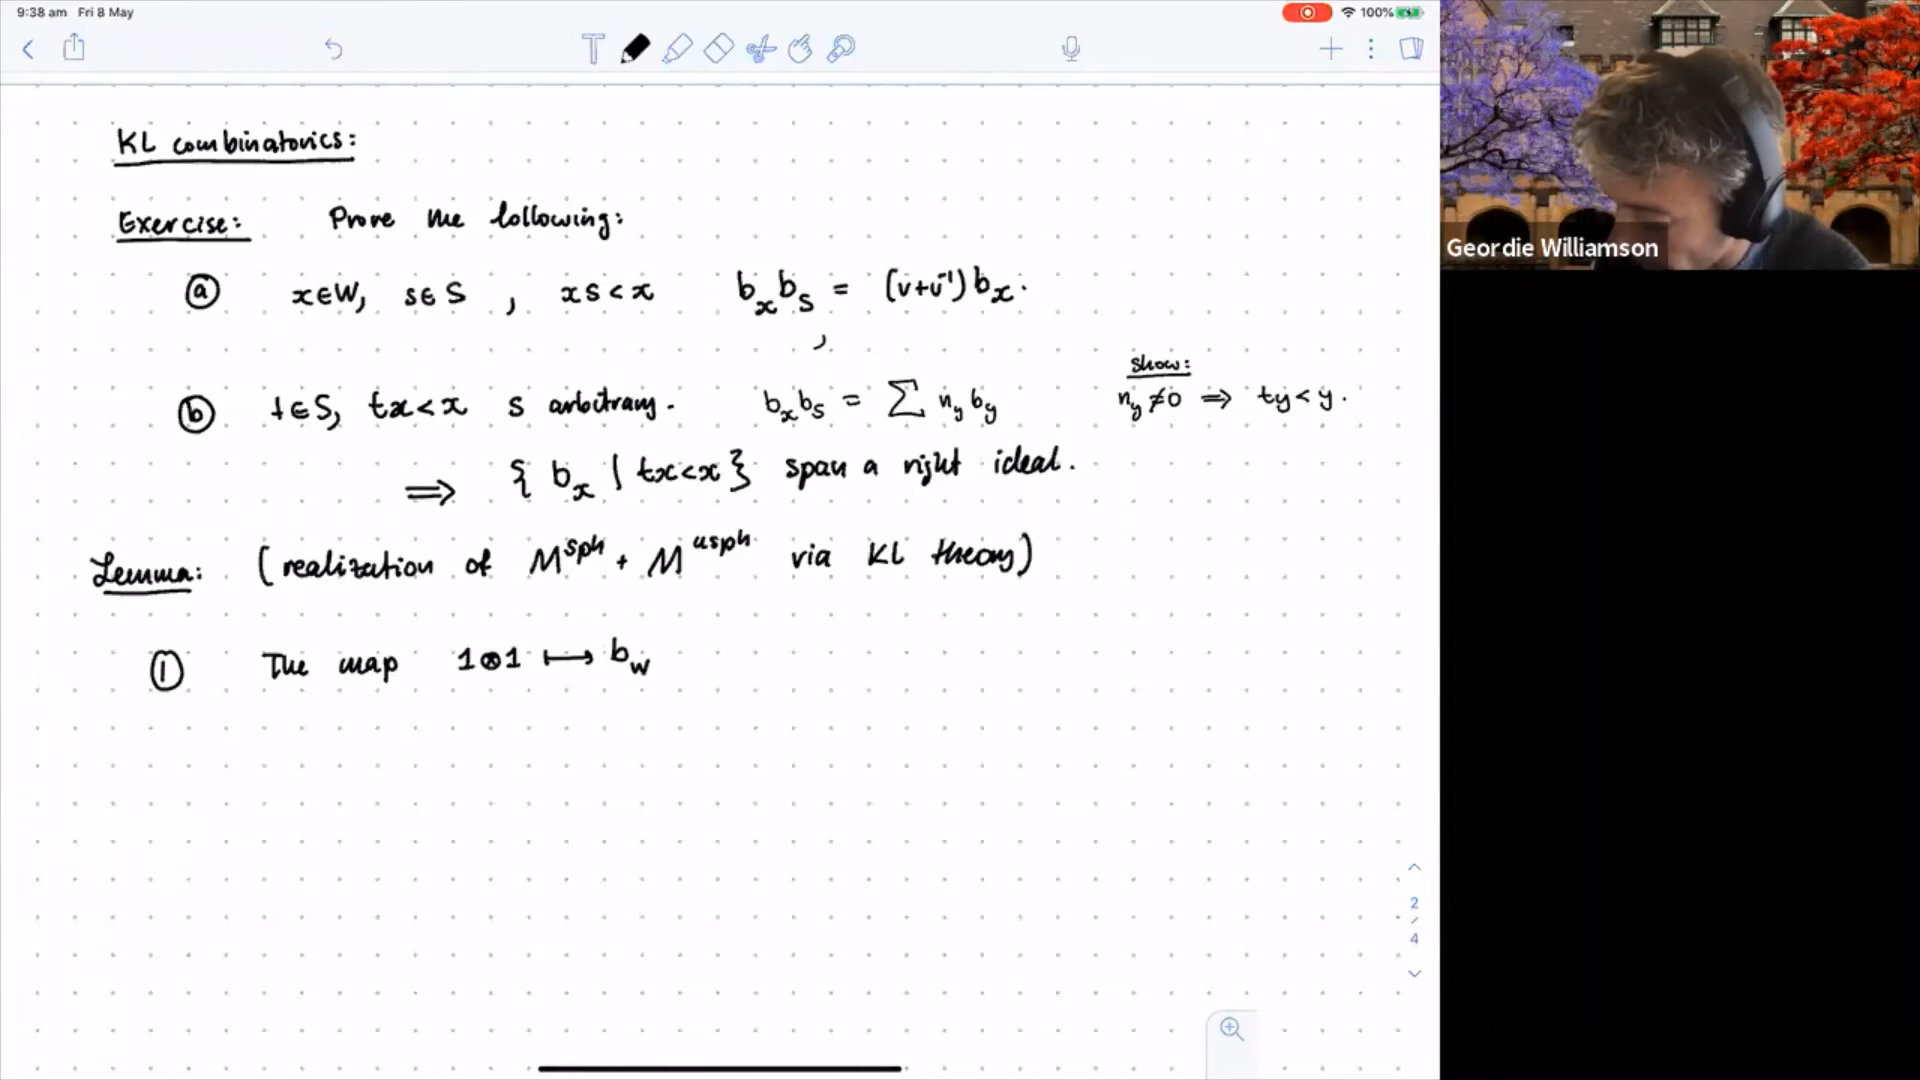 9:38 am Fri 8 May
100%
KL combinatorics:
Exercise: Prove the following:
ⓐ x∈W, s∈S, xs<x b_x b_s = (v+v⁻¹)b_x.
,
ⓑ t∈S, tx<x s arbitrary. b_x b_s = ∑ n_y b_y show: n_y ≠0 ⇒ ty<y.
⇒ { b_x | tx<x } span a right ideal.
Lemma: (realization of M^sph + M^asph via KL theory)
① The map 1⊗1 ↦ b_w
2
/
4
Geordie Williamson